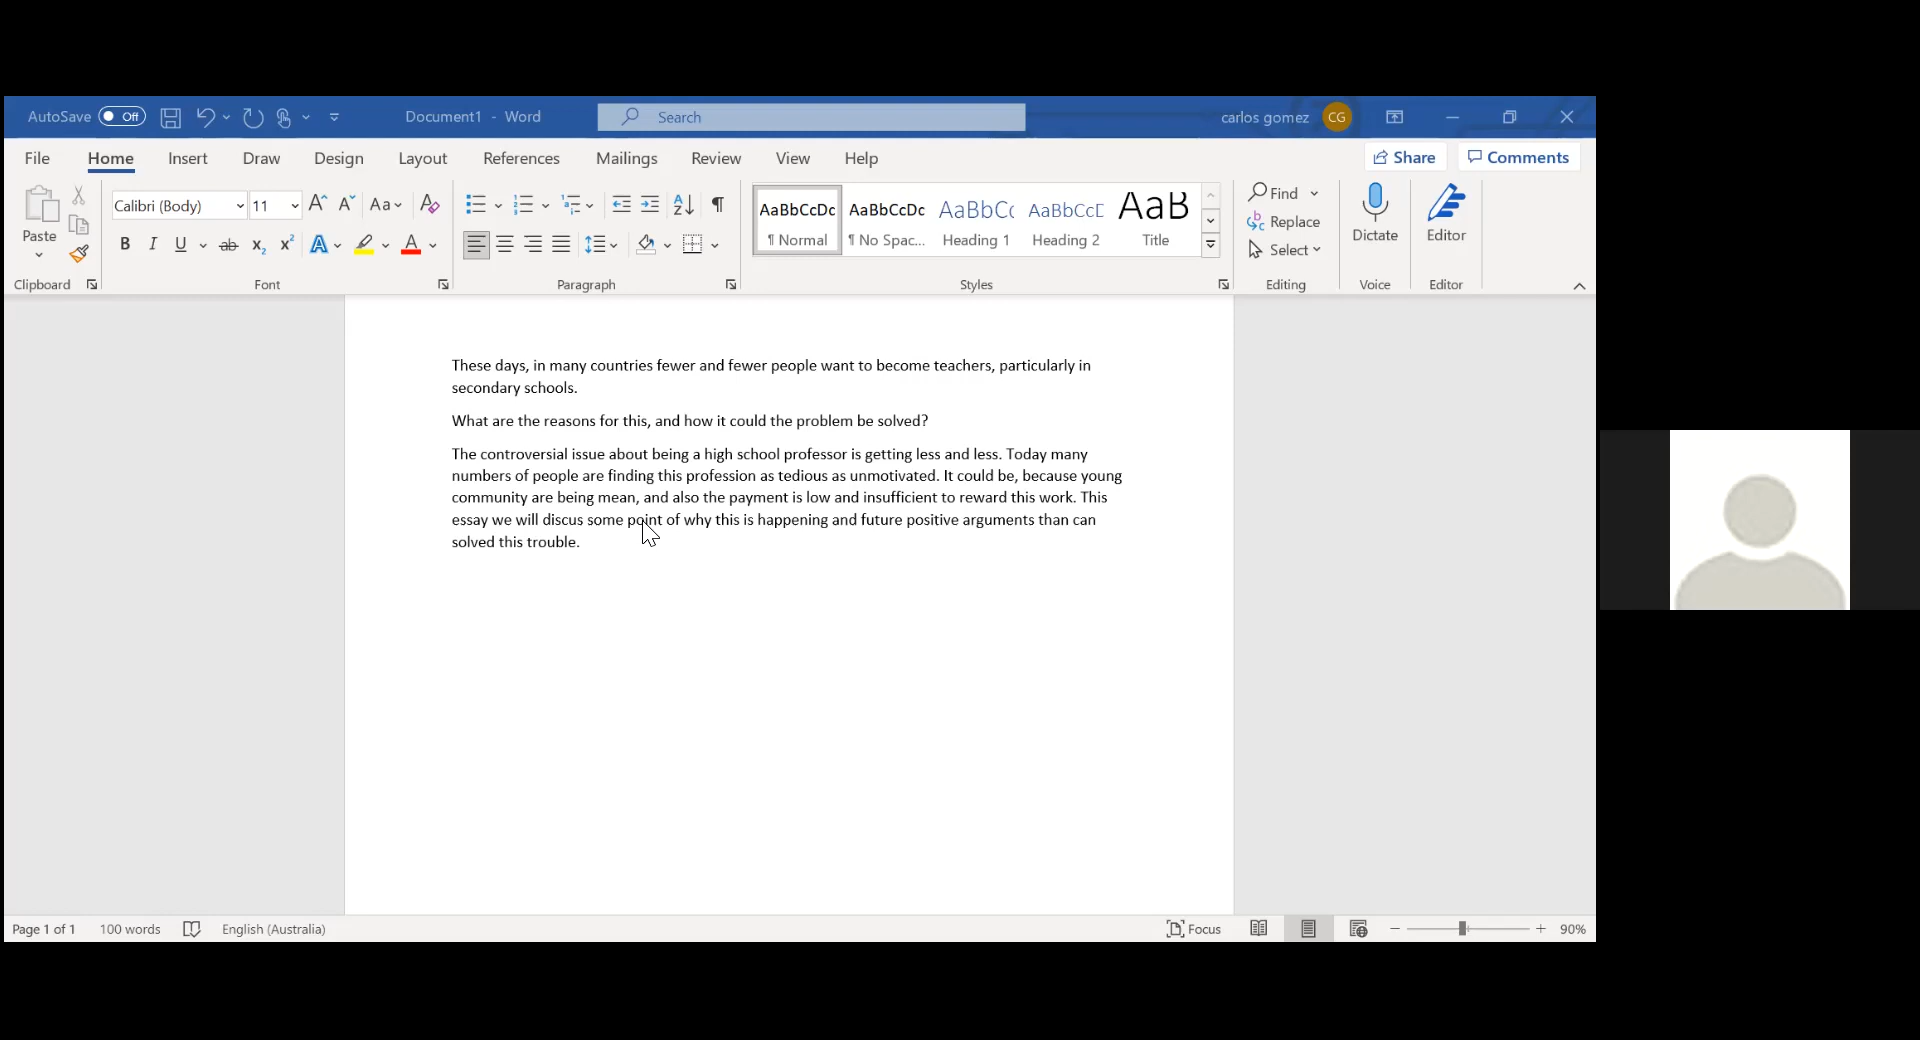 AutoSave Off Document1 - Word Search carlos gomez CG
File Home Insert Draw Design Layout References Mailings Review View Help Share Comments
Paste Calibri (Body) 11 A A Aa A
B I U ab x2 x2 A A
AaBbCcDc AaBbCcDc AaBbCc AaBbCcD AaB
¶ Normal ¶ No Spac... Heading 1 Heading 2 Title
Find
Replace
Select
Dictate Editor
Clipboard Font Paragraph Styles Editing Voice Editor
These days, in many countries fewer and fewer people want to become teachers, particularly in
secondary schools.
What are the reasons for this, and how it could the problem be solved?
The controversial issue about being a high school professor is getting less and less. Today many
numbers of people are finding this profession as tedious as unmotivated. It could be, because young
community are being mean, and also the payment is low and insufficient to reward this work. This
essay we will discus some point of why this is happening and future positive arguments than can
solved this trouble.
Page 1 of 1 100 words English (Australia) Focus 90%